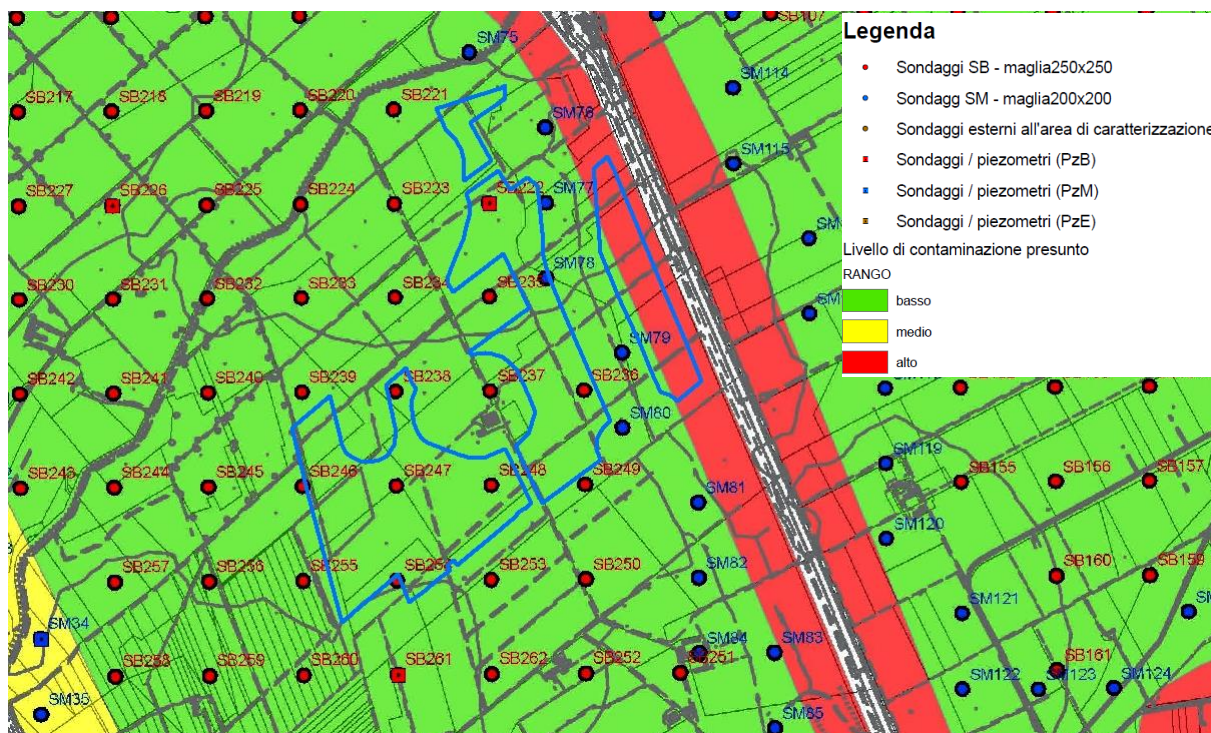 SB107
SM75
Legenda
Sondaggi SB - maglia250x250
Sondagg SM - maglia200x200
Sondaggi esterni all'area di caratterizzazione
Sondaggi / piezometri (PzB)
Sondaggi / piezometri (PzM)
Sondaggi / piezometri (PzE)
Livello di contaminazione presunto
RANGO
basso
medio
alto
SM114
SB217
SB218
SB219
SB220
SB221
SM76
SM115
SB227
SB226
SB225
SB224
SB223
SB222
SM77
SM78
SB230
SB231
SB232
SB233
SB234
SB235
SM79
SB242
SB241
SB240
SB239
SB238
SB237
SB236
SM80
SM119
SB243
SB244
SB245
SB246
SB247
SB248
SB249
SM81
SB155
SB156
SB157
SM120
SB257
SB256
SB255
SB254
SB253
SB250
SM82
SB160
SB159
SM34
SM121
SB258
SB259
SB260
SB261
SB262
SB252
SB251
SM84
SM83
SB161
SM35
SM85
SM122
SM123
SM124